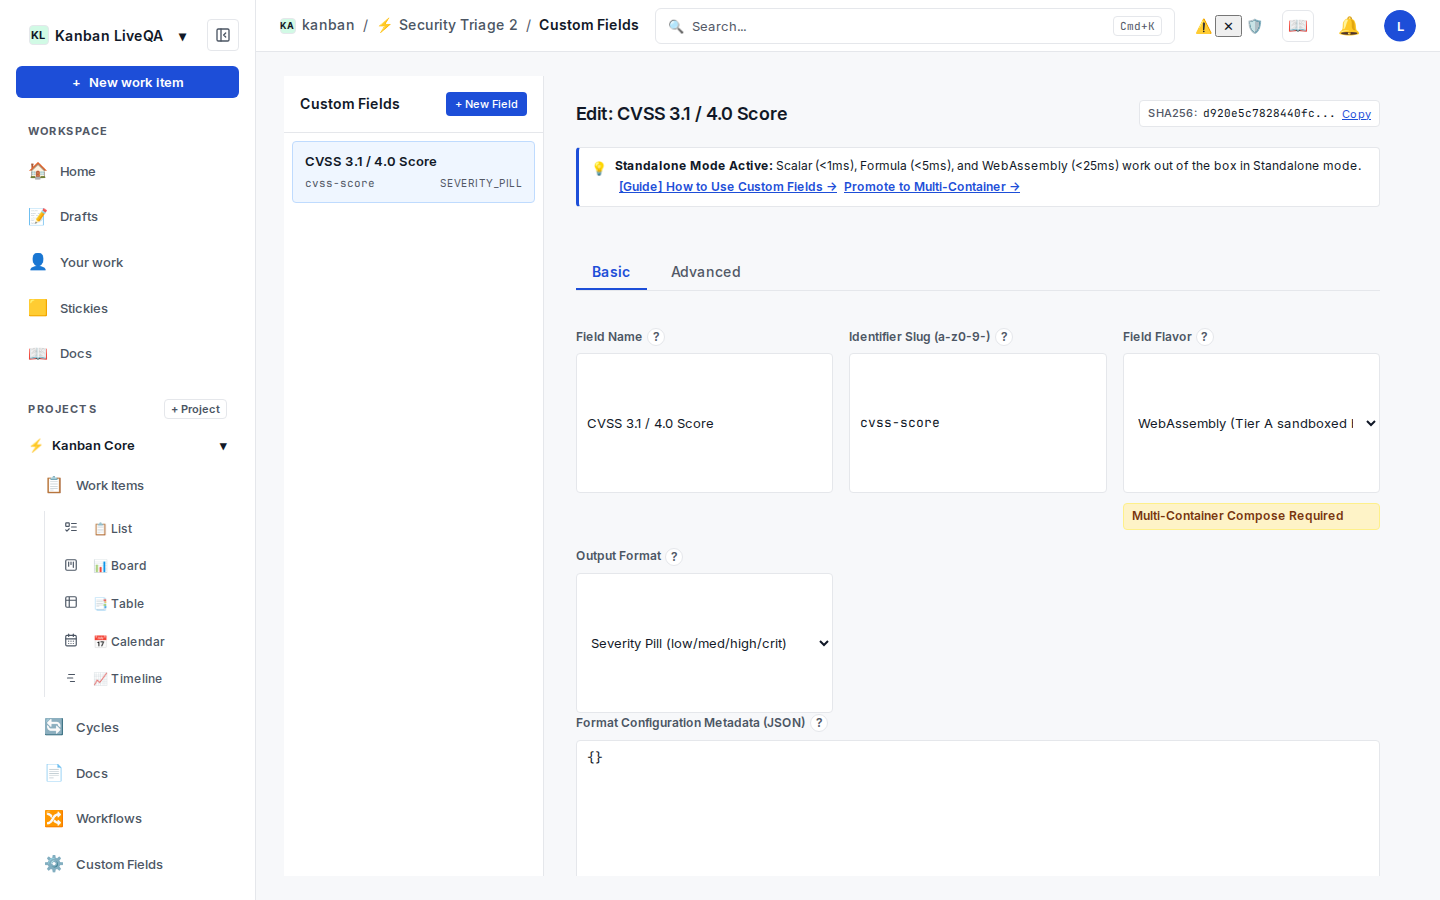 KL Kanban LiveQA ▾
+ New work item
WORKSPACE
Home
Drafts
Your work
Stickies
Docs
PROJECTS
+ Project
Kanban Core ▾
Work Items
List
Board
Table
Calendar
Timeline
Cycles
Docs
Workflows
Custom Fields
KA kanban / ⚡ Security Triage 2 / Custom Fields
Search...
Cmd+K
L
Custom Fields
+ New Field
CVSS 3.1 / 4.0 Score
cvss-score
SEVERITY_PILL
Edit: CVSS 3.1 / 4.0 Score
SHA256: d920e5c7828440fc... Copy
Standalone Mode Active: Scalar (<1ms), Formula (<5ms), and WebAssembly (<25ms) work out of the box in Standalone mode.
[Guide] How to Use Custom Fields → Promote to Multi-Container →
Basic
Advanced
Field Name ?
Identifier Slug (a-z0-9-) ?
Field Flavor ?
CVSS 3.1 / 4.0 Score
cvss-score
WebAssembly (Tier A sandboxed
Multi-Container Compose Required
Output Format ?
Severity Pill (low/med/high/crit)
Format Configuration Metadata (JSON) ?
{}